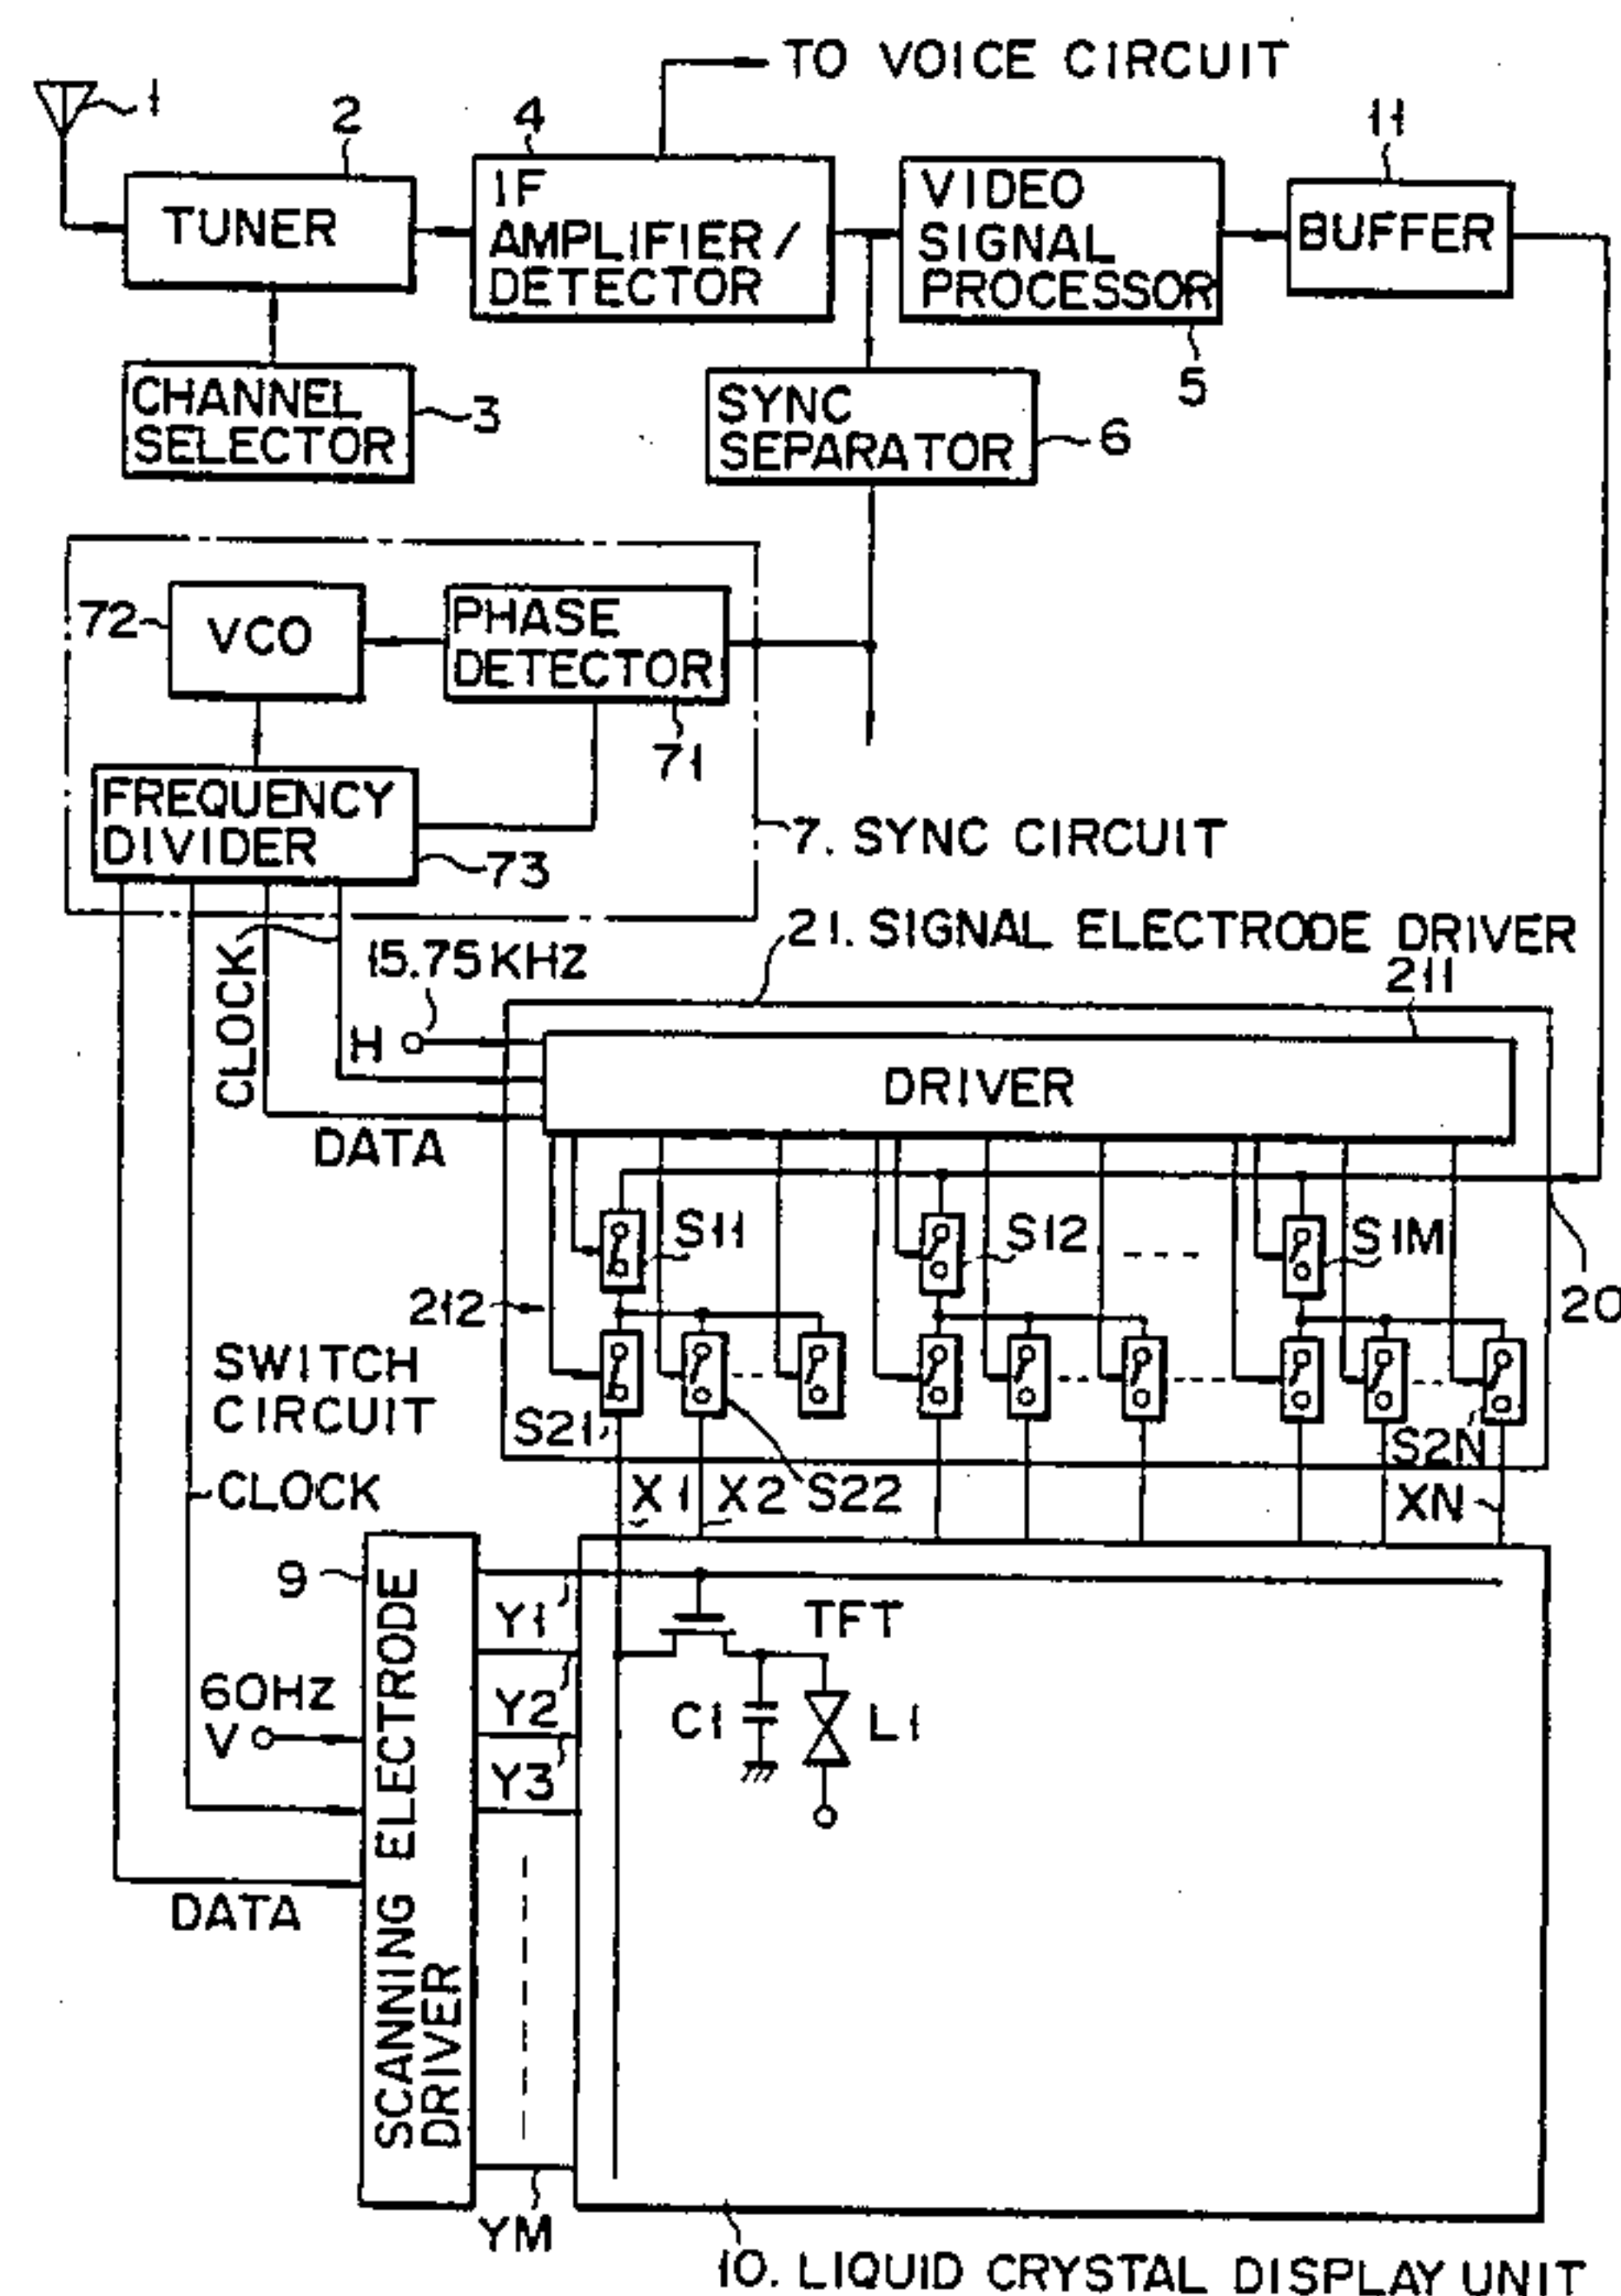 TO VOICE CIRCUIT
1
2
4
11
TUNER
IF
AMPLIFIER/
DETECTOR
VIDEO
SIGNAL
PROCESSOR
BUFFER
CHANNEL
SELECTOR
3
SYNC
SEPARATOR
6
5
72
VCO
PHASE
DETECTOR
71
FREQUENCY
DIVIDER
73
7. SYNC CIRCUIT
21. SIGNAL ELECTRODE DRIVER
CLOCK
15.75KHZ
211
H
DRIVER
DATA
S11
S12
S1M
212
20
SWITCH
CIRCUIT
S21
S2N
CLOCK
X1
X2
S22
XN
9
SCANNING ELECTRODE
DRIVER
Y1
TFT
60HZ
V
Y2
C1
L1
Y3
DATA
YM
10. LIQUID CRYSTAL DISPLAY UNIT